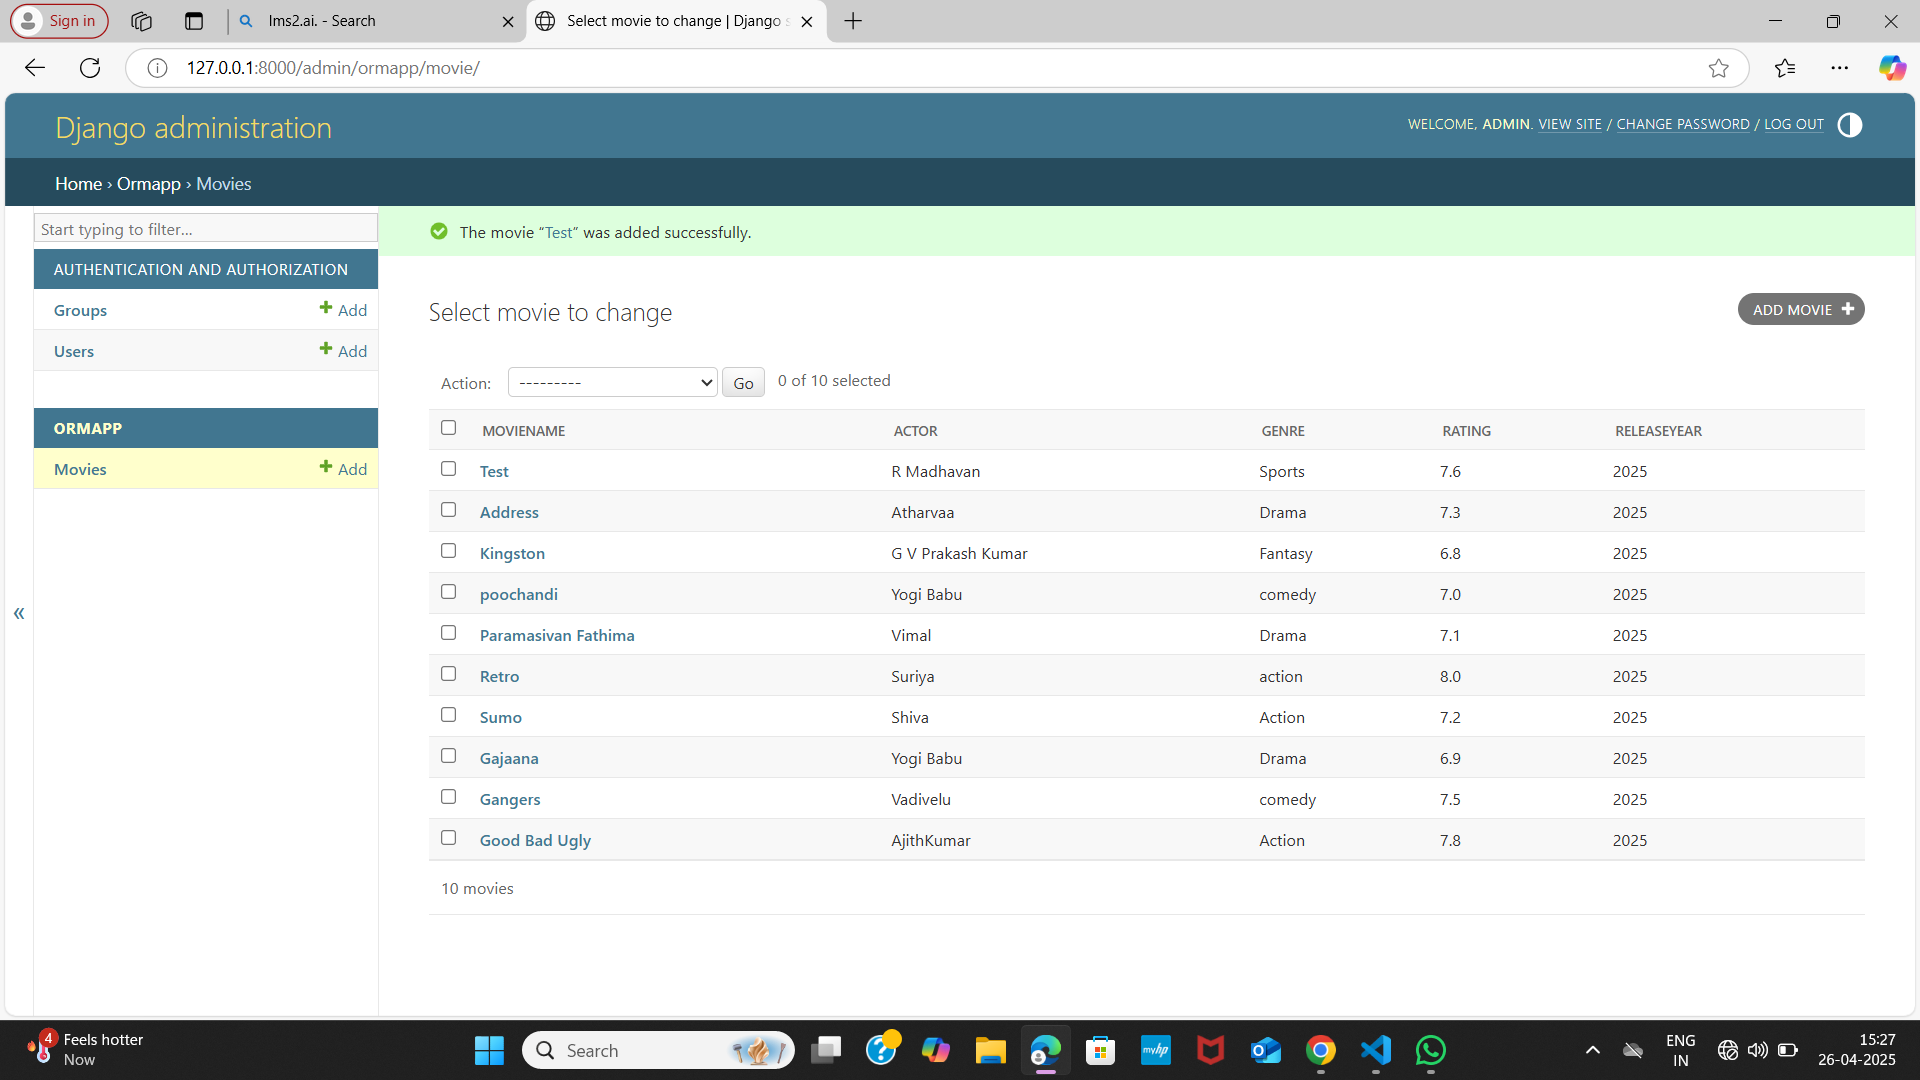 Sign in
lms2.ai. - Search
Select movie to change | Django s
127.0.0.1:8000/admin/ormapp/movie/
Django administration
WELCOME, ADMIN. VIEW SITE / CHANGE PASSWORD / LOG OUT
Home › Ormapp › Movies
Start typing to filter...
AUTHENTICATION AND AUTHORIZATION
Groups + Add
Users + Add
ORMAPP
Movies + Add
«
The movie “Test” was added successfully.
Select movie to change
ADD MOVIE +
Action: --------- Go 0 of 10 selected
MOVIENAME ACTOR GENRE RATING RELEASEYEAR
Test R Madhavan Sports 7.6 2025
Address Atharvaa Drama 7.3 2025
Kingston G V Prakash Kumar Fantasy 6.8 2025
poochandi Yogi Babu comedy 7.0 2025
Paramasivan Fathima Vimal Drama 7.1 2025
Retro Suriya action 8.0 2025
Sumo Shiva Action 7.2 2025
Gajaana Yogi Babu Drama 6.9 2025
Gangers Vadivelu comedy 7.5 2025
Good Bad Ugly AjithKumar Action 7.8 2025
10 movies
4
Feels hotter
Now
Search
myhp
ENG
IN
15:27
26-04-2025